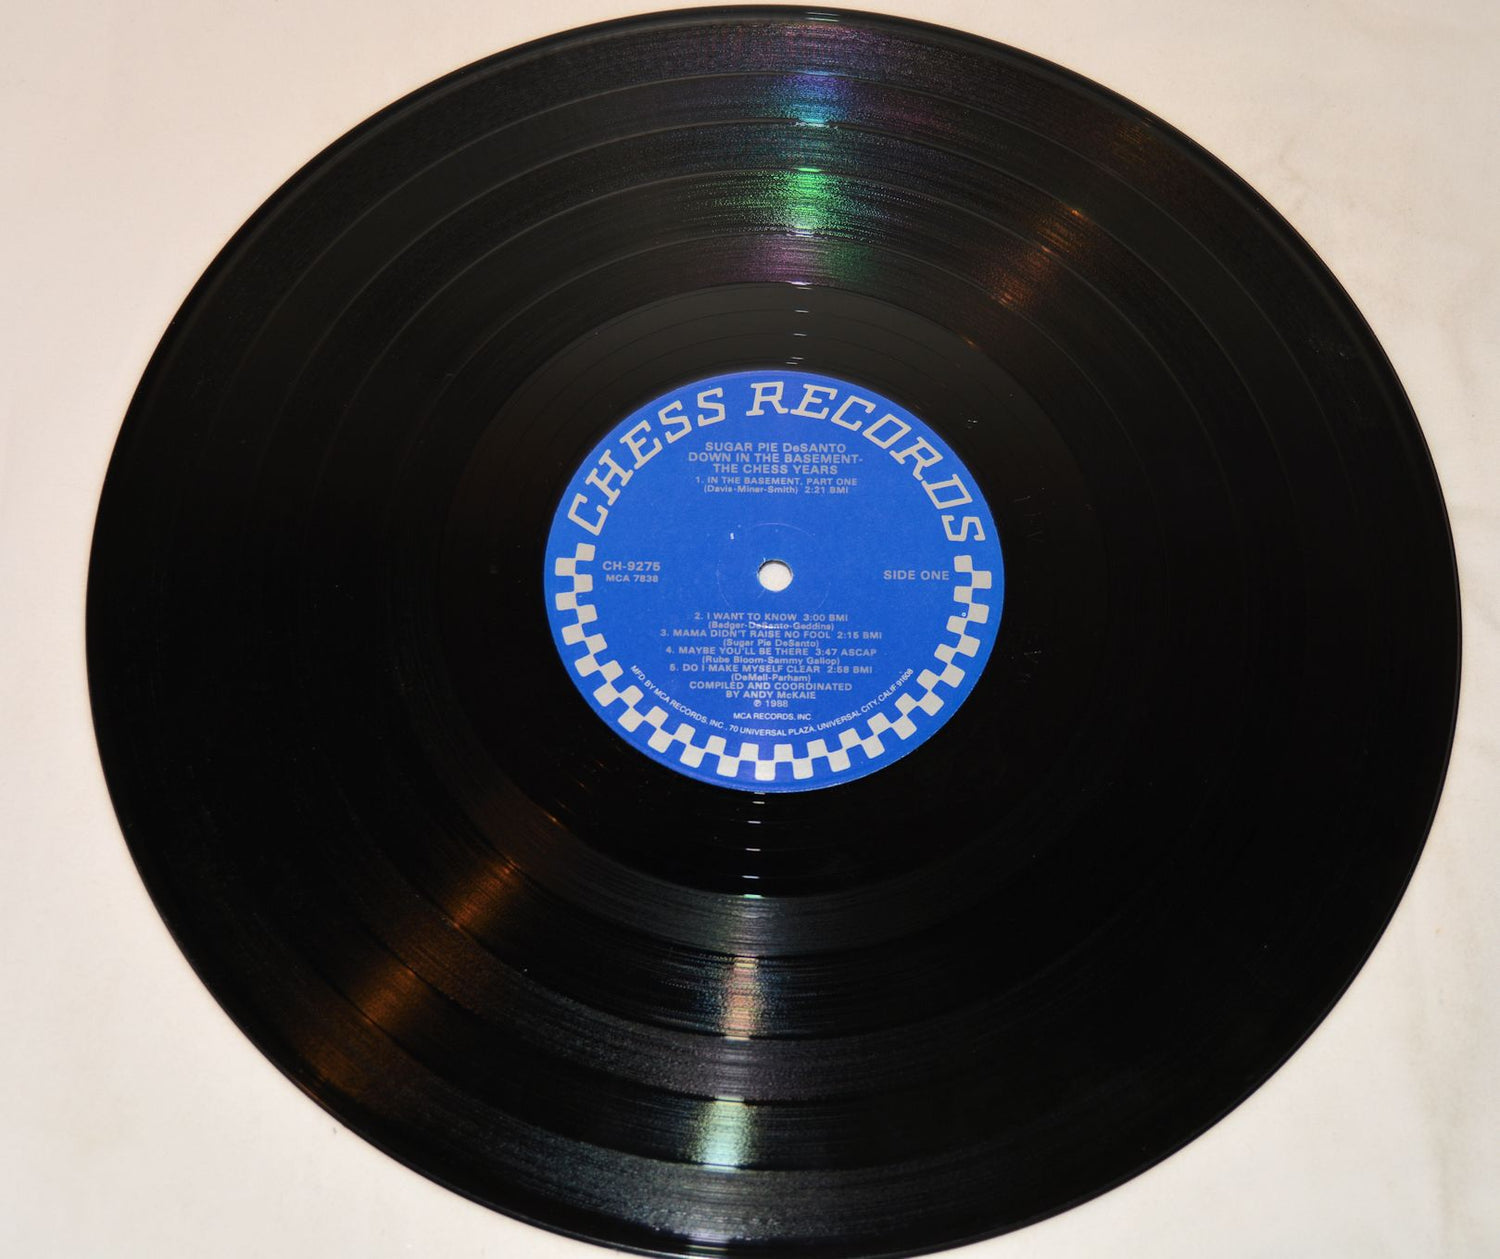 CHESS RECORDS
SUGAR PIE DeSANTO
DOWN IN THE BASEMENT-
THE CHESS YEARS
1. IN THE BASEMENT, PART ONE
(Davis-Miner-Smith) 2:21 BMI
CH-9275
MCA 7838
SIDE ONE
2. I WANT TO KNOW 3:00 BMI
(Badger-DeSanto-Geddins)
3. MAMA DIDN'T RAISE NO FOOL 2:15 BMI
(Sugar Pie DeSanto)
4. MAYBE YOU'LL BE THERE 3:47 ASCAP
(Rube Bloom-Sammy Gallop)
5. DO I MAKE MYSELF CLEAR 2:58 BMI
(DeMell-Parham)
COMPILED AND COORDINATED
BY ANDY McKAIE
℗ 1988
MCA RECORDS, INC.
MFD. BY MCA RECORDS, INC., 70 UNIVERSAL PLAZA, UNIVERSAL CITY, CALIF 91608